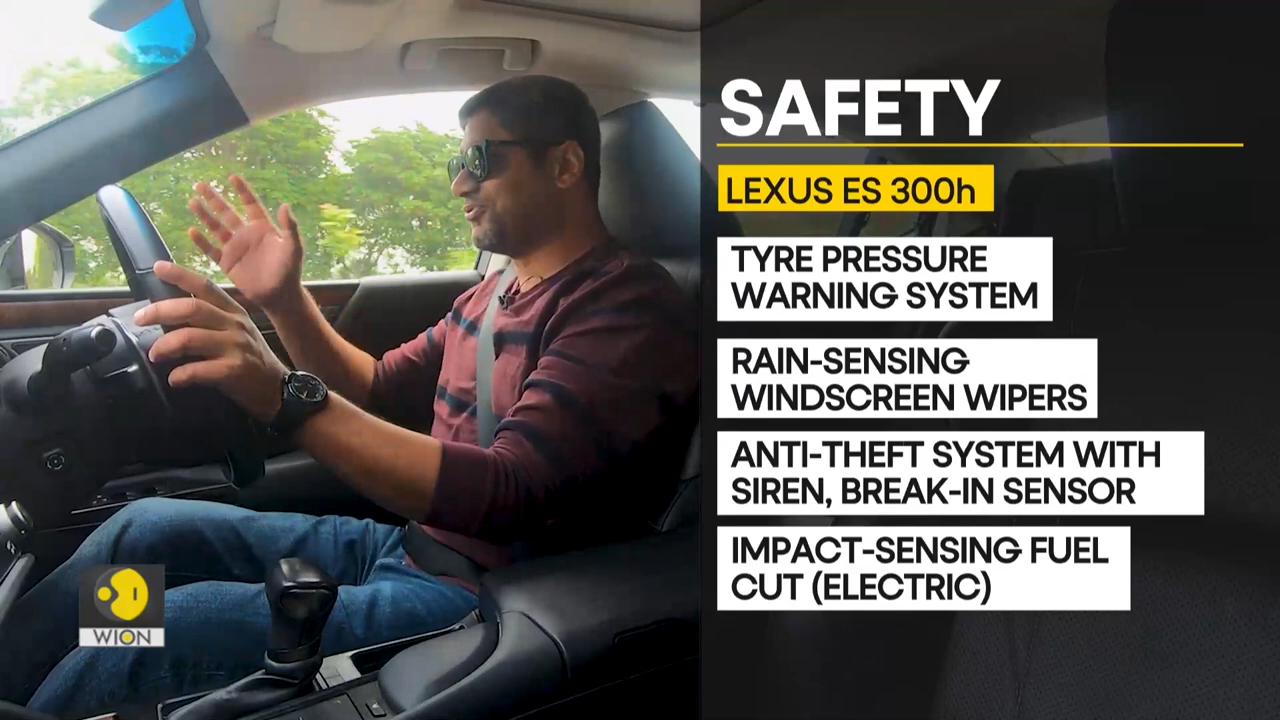 SAFETY
LEXUS ES 300h
TYRE PRESSURE
WARNING SYSTEM
RAIN-SENSING
WINDSCREEN WIPERS
ANTI-THEFT SYSTEM WITH
SIREN, BREAK-IN SENSOR
IMPACT-SENSING FUEL
CUT (ELECTRIC)
WION